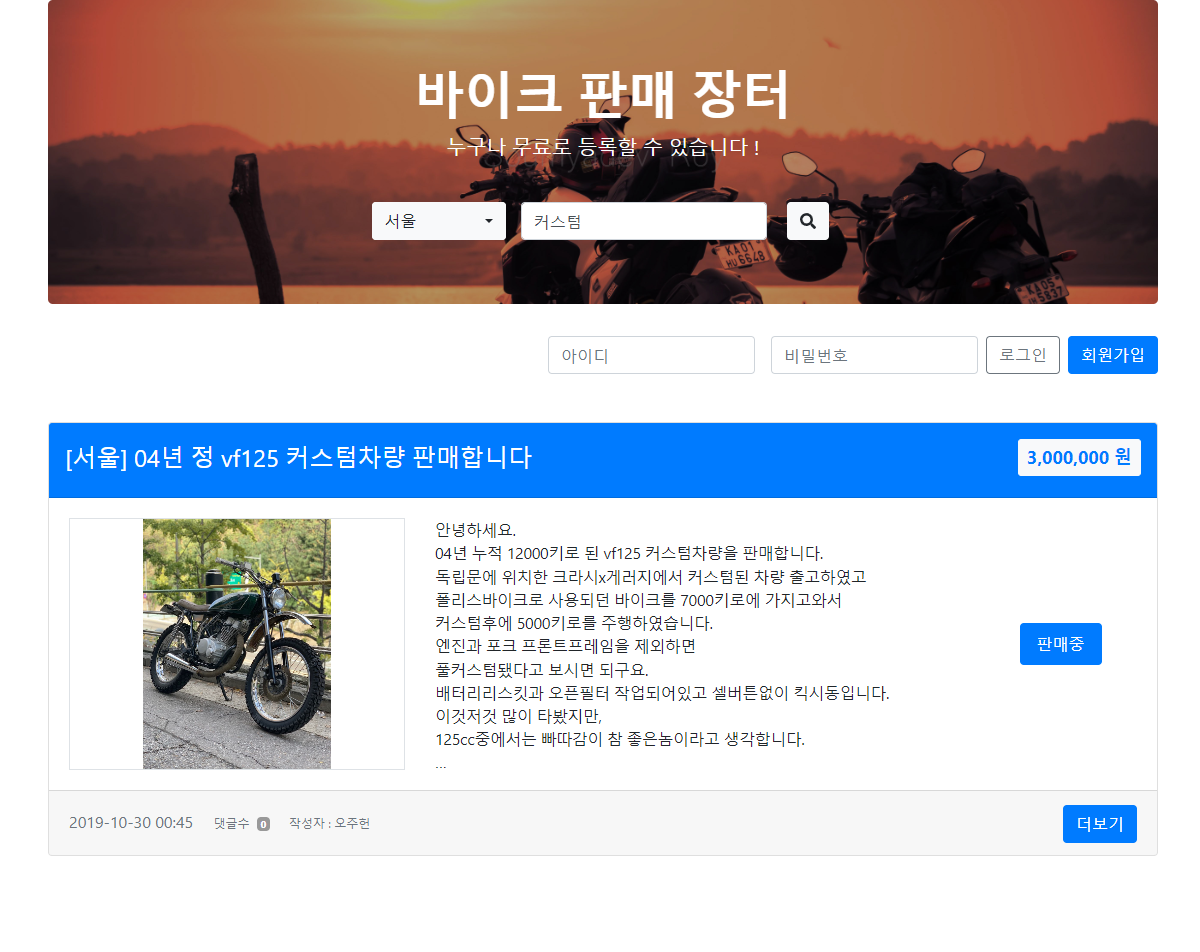 바이크 판매 장터
누구나 무료로 등록할 수 있습니다 !
서울
커스텀
KA01
HU 6648
KA 05
5837
아이디
비밀번호
로그인
회원가입
[서울] 04년 정 vf125 커스텀차량 판매합니다
3,000,000 원
안녕하세요.
04년 누적 12000키로 된 vf125 커스텀차량을 판매합니다.
독립문에 위치한 크라시x게러지에서 커스텀된 차량 출고하였고
폴리스바이크로 사용되던 바이크를 7000키로에 가지고와서
커스텀후에 5000키로를 주행하였습니다.
엔진과 포크 프론트프레임을 제외하면
풀커스텀됐다고 보시면 되구요.
배터리리스킷과 오픈필터 작업되어있고 셀버튼없이 킥시동입니다.
이것저것 많이 타봤지만,
125cc중에서는 빠따감이 참 좋은놈이라고 생각합니다.
...
판매중
2019-10-30 00:45
댓글수 0
작성자 : 오주헌
더보기